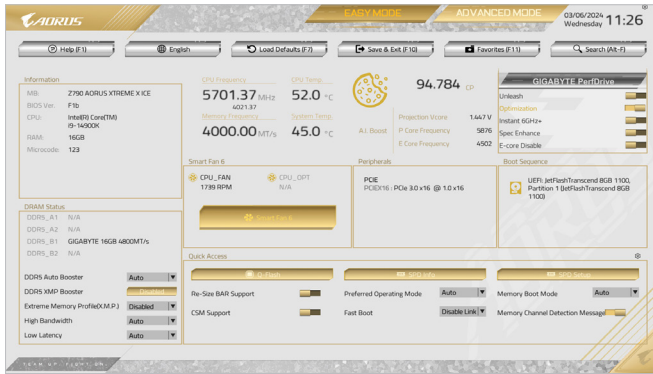 AORUS
EASY MODE
ADVANCED MODE
03/06/2024
Wednesday
11:26
Help (F1)
English
Load Defaults (F7)
Save & Exit (F10)
Favorites (F11)
Search (Alt-F)
Information
MB: Z790 AORUS XTREME X ICE
BIOS Ver. F1b
CPU: Intel(R) Core(TM)
i9-14900K
RAM: 16GB
Microcode: 123
CPU Frequency
5701.37 MHz
4021.37
CPU Temp.
52.0 °C
Memory Frequency
4000.00 MT/s
System Temp.
45.0 °C
94.784 CP
A.I. Boost
Projection Vcore 1.447 V
P Core Frequency 5876
E Core Frequency 4502
GIGABYTE PerfDrive
Unleash
Optimization
Instant 6GHz+
Spec Enhance
E-core Disable
Smart Fan 6
CPU_FAN
1739 RPM
CPU_OPT
N/A
Smart Fan 6
Peripherals
PCIE
PCIEX16 : PCIe 3.0 x16 @ 1.0 x16
Boot Sequence
UEFI: JetFlashTranscend 8GB 1100,
Partition 1 (JetFlashTranscend 8GB
1100)
DRAM Status
DDR5_A1 N/A
DDR5_A2 N/A
DDR5_B1 GIGABYTE 16GB 4800MT/s
DDR5_B2 N/A
DDR5 Auto Booster Auto
DDR5 XMP Booster Disabled
Extreme Memory Profile(X.M.P.) Disabled
High Bandwidth Auto
Low Latency Auto
Quick Access
Q-Flash
SPD Info
SPD Setup
Re-Size BAR Support
Preferred Operating Mode Auto
Memory Boot Mode Auto
CSM Support
Fast Boot Disable Link
Memory Channel Detection Message
TEAM UP. FIGHT ON.